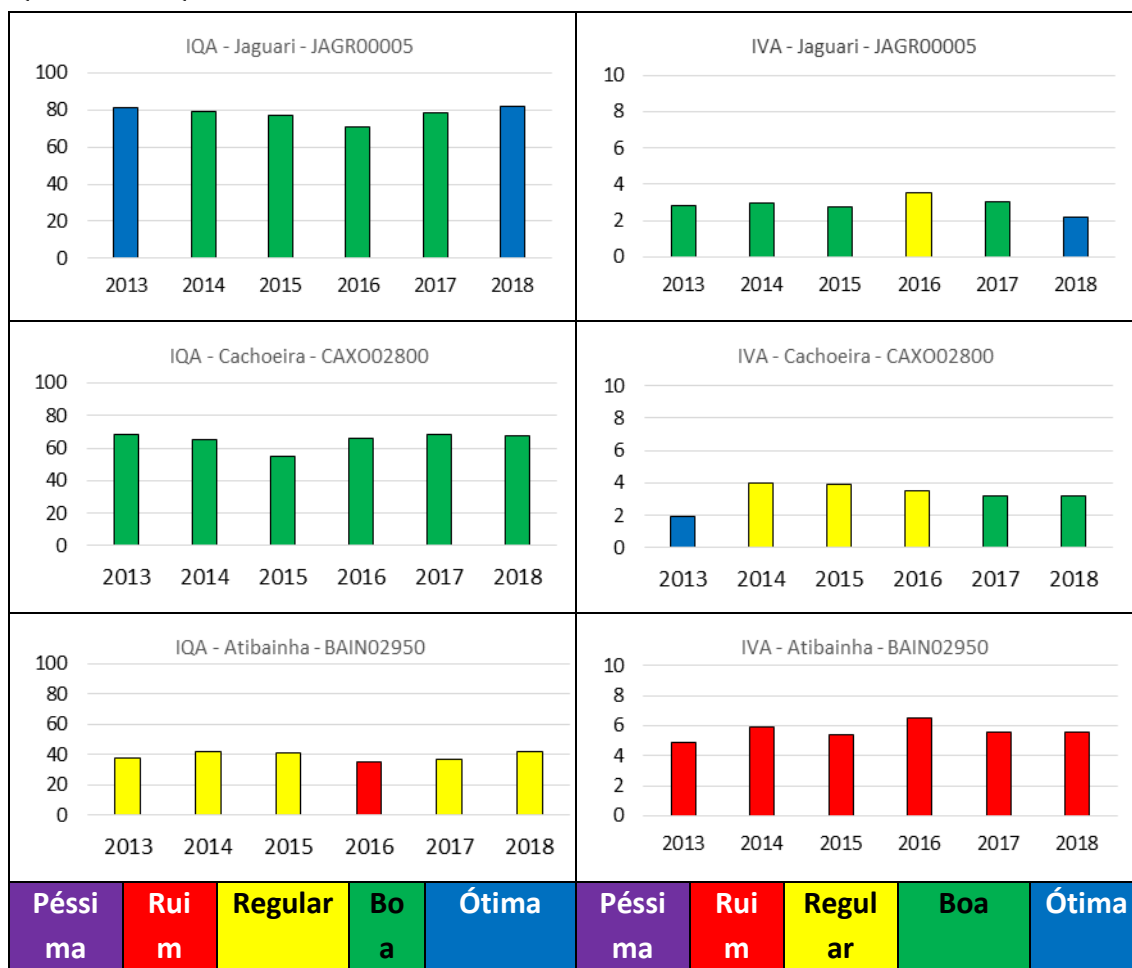 IQA - Jaguari - JAGR00005
100
80
60
40
20
0
2013 2014 2015 2016 2017 2018
IVA - Jaguari - JAGR00005
10
8
6
4
2
0
2013 2014 2015 2016 2017 2018
IQA - Cachoeira - CAXO02800
100
80
60
40
20
0
2013 2014 2015 2016 2017 2018
IVA - Cachoeira - CAXO02800
10
8
6
4
2
0
2013 2014 2015 2016 2017 2018
IQA - Atibainha - BAIN02950
100
80
60
40
20
0
2013 2014 2015 2016 2017 2018
IVA - Atibainha - BAIN02950
10
8
6
4
2
0
2013 2014 2015 2016 2017 2018
Péssi Rui Regular Bo Ótima Péssi Rui Regul Boa Ótima
ma m a ma m ar